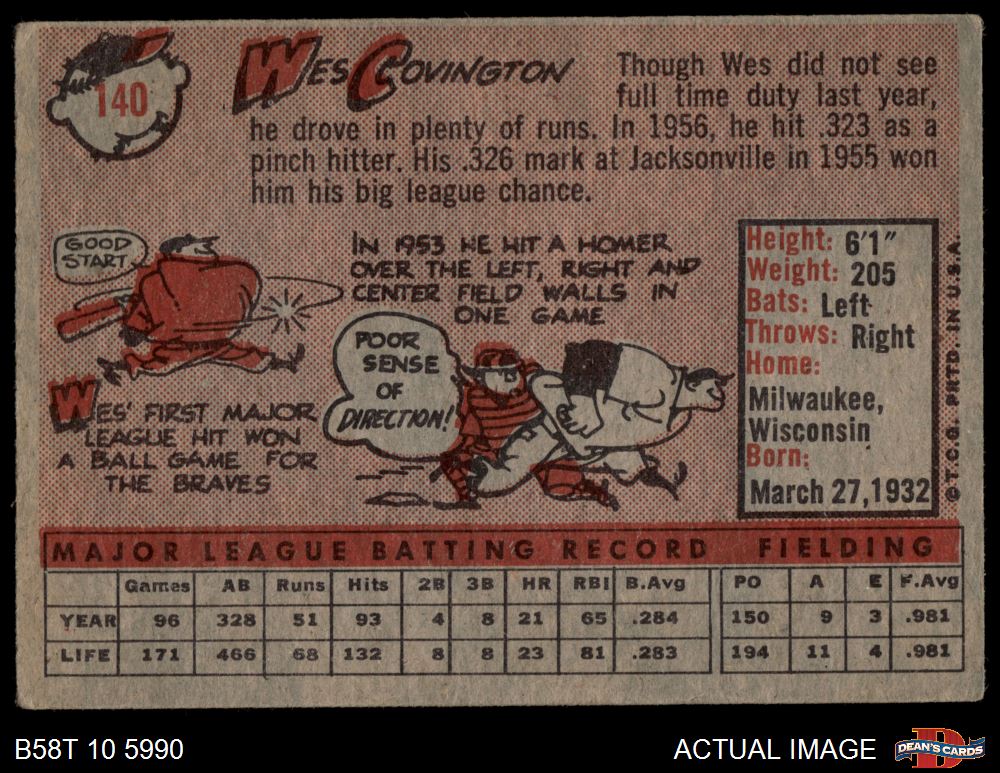 140
WES COVINGTON
Though Wes did not see
full time duty last year,
he drove in plenty of runs. In 1956, he hit 323 as a
pinch hitter. His .326 mark at Jacksonville in 1955 won
him his big league chance.
GOOD
START
IN 1953 HE HIT A HOMER
OVER THE LEFT, RIGHT AND
CENTER FIELD WALLS IN
ONE GAME
POOR
SENSE
OF
DIRECTION!
WES' FIRST MAJOR
LEAGUE HIT WON
A BALL GAME FOR
THE BRAVES
Height: 6'1"
Weight: 205
Bats: Left
Throws: Right
Home:
Milwaukee,
Wisconsin
Born:
March 27,1932
© T.C.G. PRTD. IN U.S.A.
MAJOR LEAGUE BATTING RECORD FIELDING
Games AB Runs Hits 2B 3B HR RBI B.Avg PO A E F.Avg
YEAR 96 328 51 93 4 8 21 65 .284 150 9 3 .981
LIFE 171 466 68 132 8 8 23 81 .283 194 11 4 .981
B58T 10 5990
ACTUAL IMAGE
D
DEAN'S CARDS